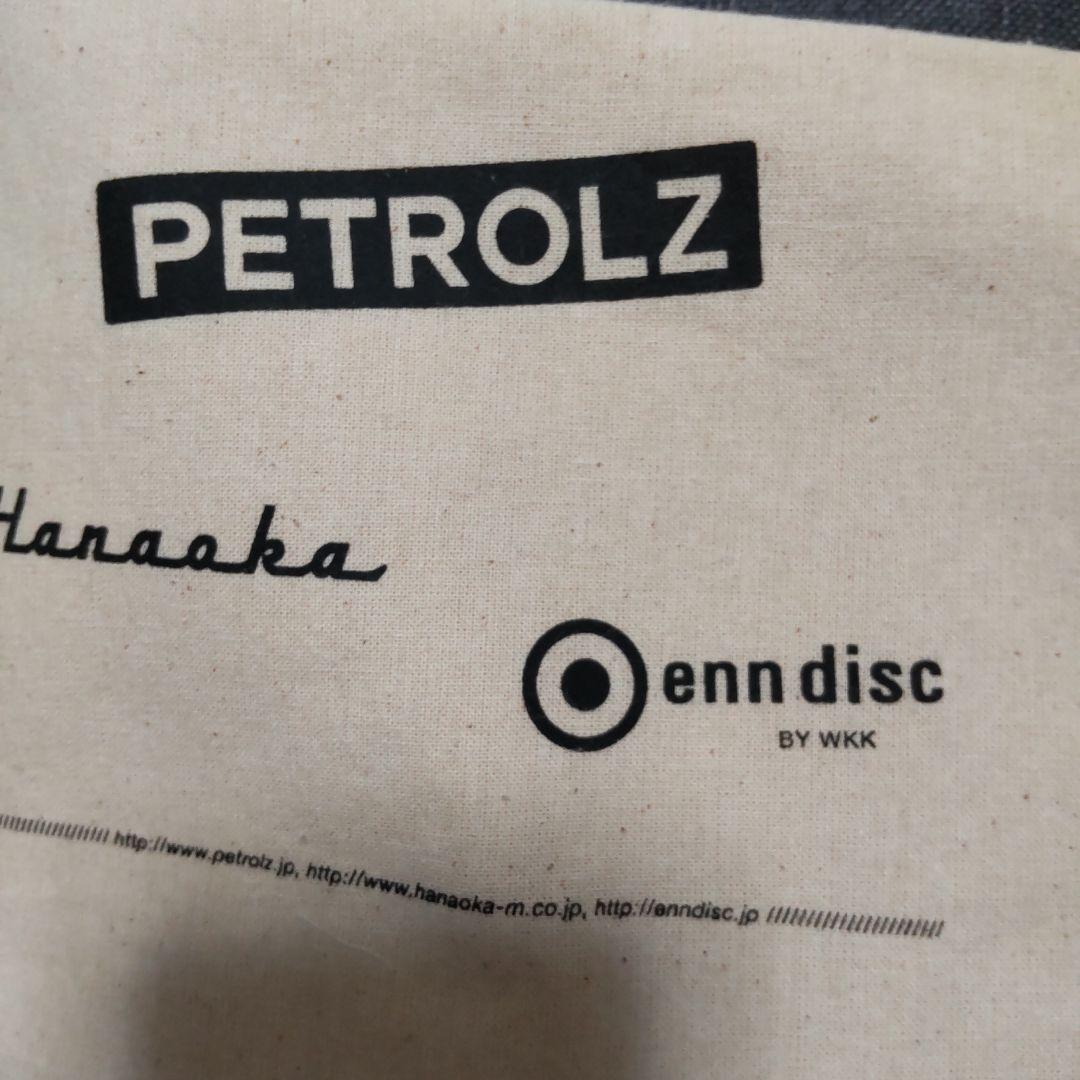 PETROLZ
Hanaoka
enndisc
BY WKK
//////////////////// http://www.petrolz.jp, http://www.hanaoka-m.co.jp, http://enndisc.jp ////////////////////////